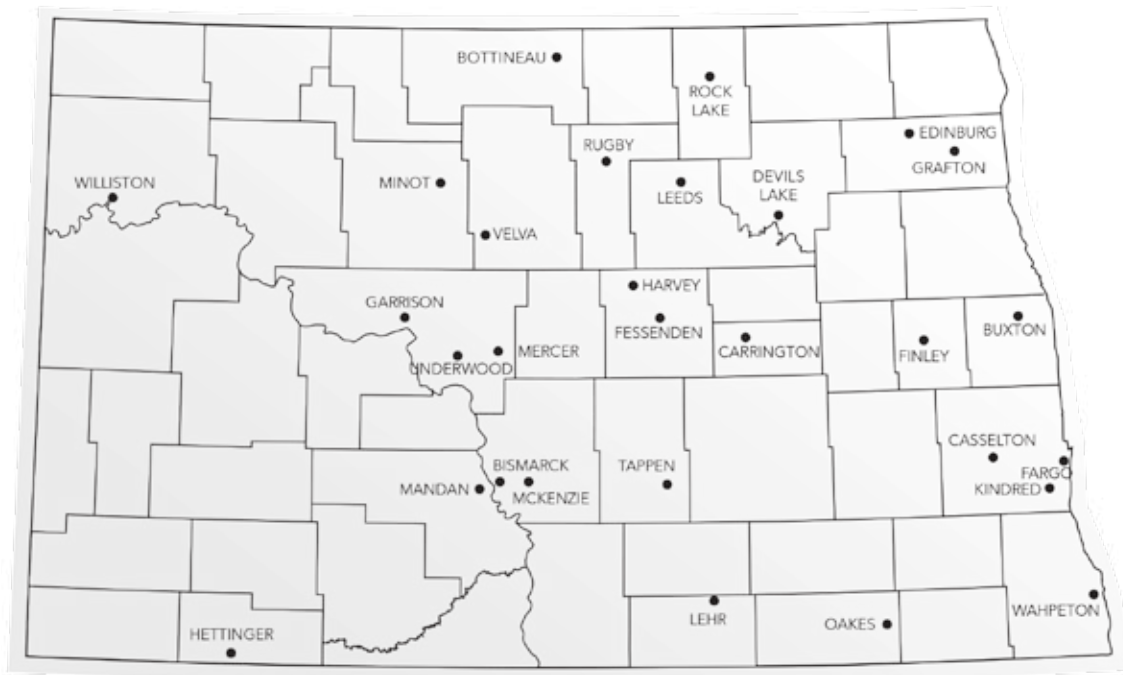 BOTTINEAU
ROCK
LAKE
EDINBURG
RUGBY
GRAFTON
WILLISTON
MINOT
LEEDS
DEVILS
LAKE
VELVA
HARVEY
GARRISON
FESSENDEN
BUXTON
MERCER
CARRINGTON
FINLEY
UNDERWOOD
CASSELTON
BISMARCK
TAPPEN
FARGO
MANDAN
MCKENZIE
KINDRED
WAHPETON
LEHR
OAKES
HETTINGER